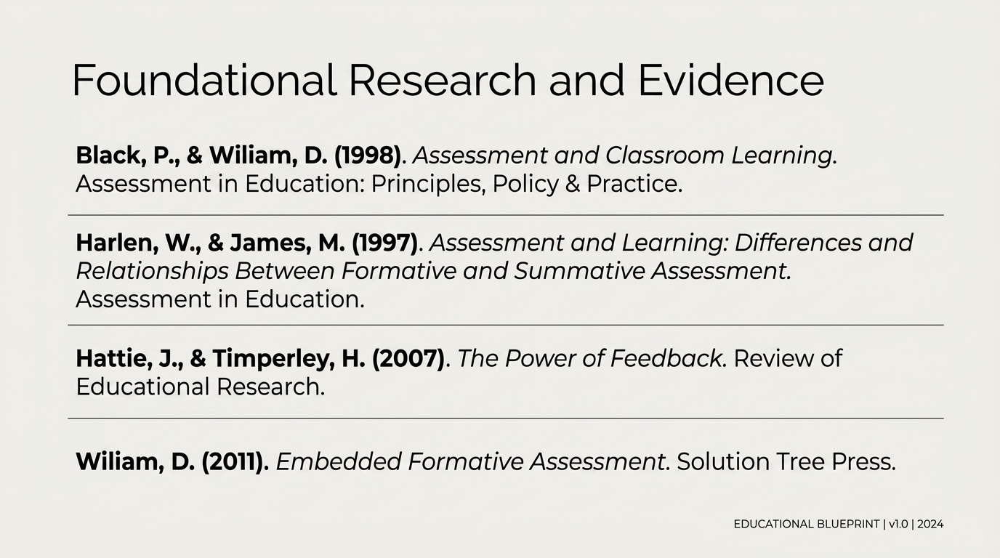 Foundational Research and Evidence
Black, P., & Wiliam, D. (1998). Assessment and Classroom Learning.
Assessment in Education: Principles, Policy & Practice.
Harlen, W., & James, M. (1997). Assessment and Learning: Differences and
Relationships Between Formative and Summative Assessment.
Assessment in Education.
Hattie, J., & Timperley, H. (2007). The Power of Feedback. Review of
Educational Research.
Wiliam, D. (2011). Embedded Formative Assessment. Solution Tree Press.
EDUCATIONAL BLUEPRINT | v1.0 | 2024